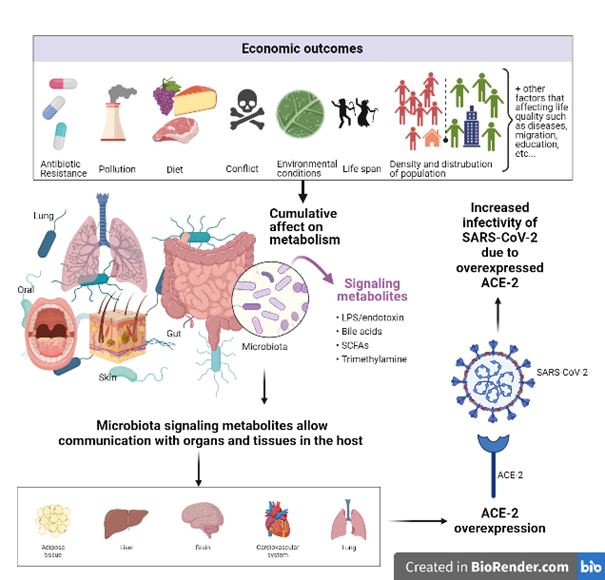 Economic outcomes
Antibiotic
Resistance
Pollution
Diet
Conflict
Environmental
conditions
Life span
Density and distrubution
of population
+ other
factors that
affecting life
quality such
as diseases,
migration,
education,
etc...
Cumulative
affect on
metabolism
Lung
Oral
Skin
Gut
Microbiota
Signaling
metabolites
• LPS/endotoxin
• Bile acids
• SCFAs
• Trimethylamine
Increased
infectivity of
SARS-CoV-2
due to
overexpressed
ACE-2
SARS-CoV-2
ACE-2
Microbiota signaling metabolites allow
communication with organs and tissues in the host
Adipose
tissue
Liver
Brain
Cardiovascular
system
Lung
ACE-2
overexpression
Created in BioRender.com bio